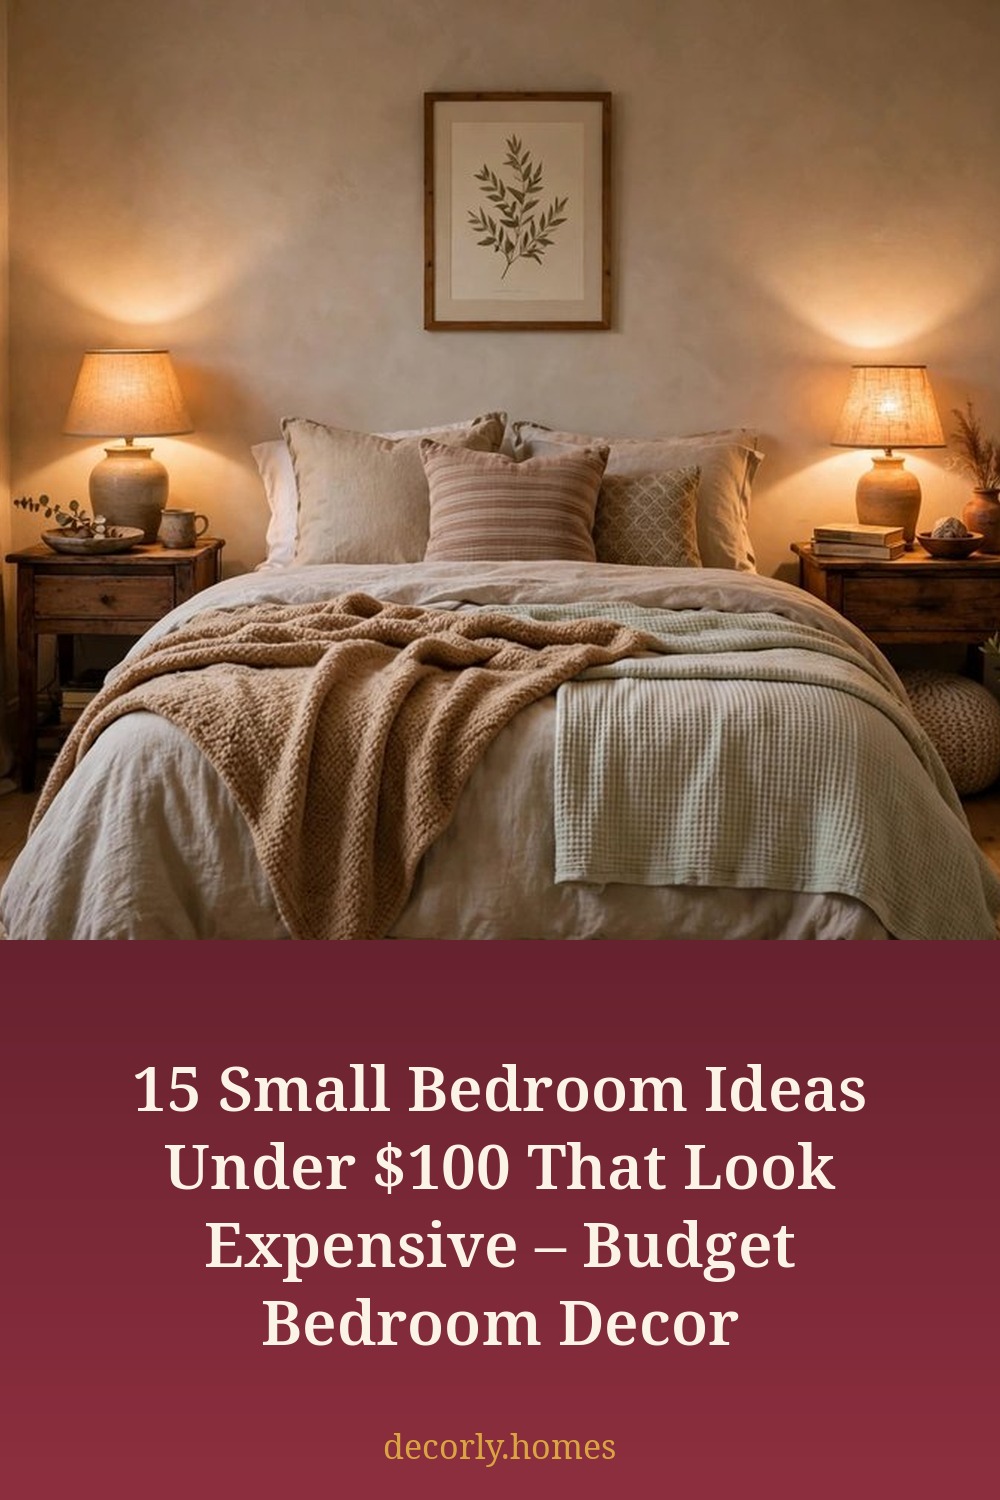 15 Small Bedroom Ideas
Under $100 That Look
Expensive – Budget
Bedroom Decor
decorly.homes